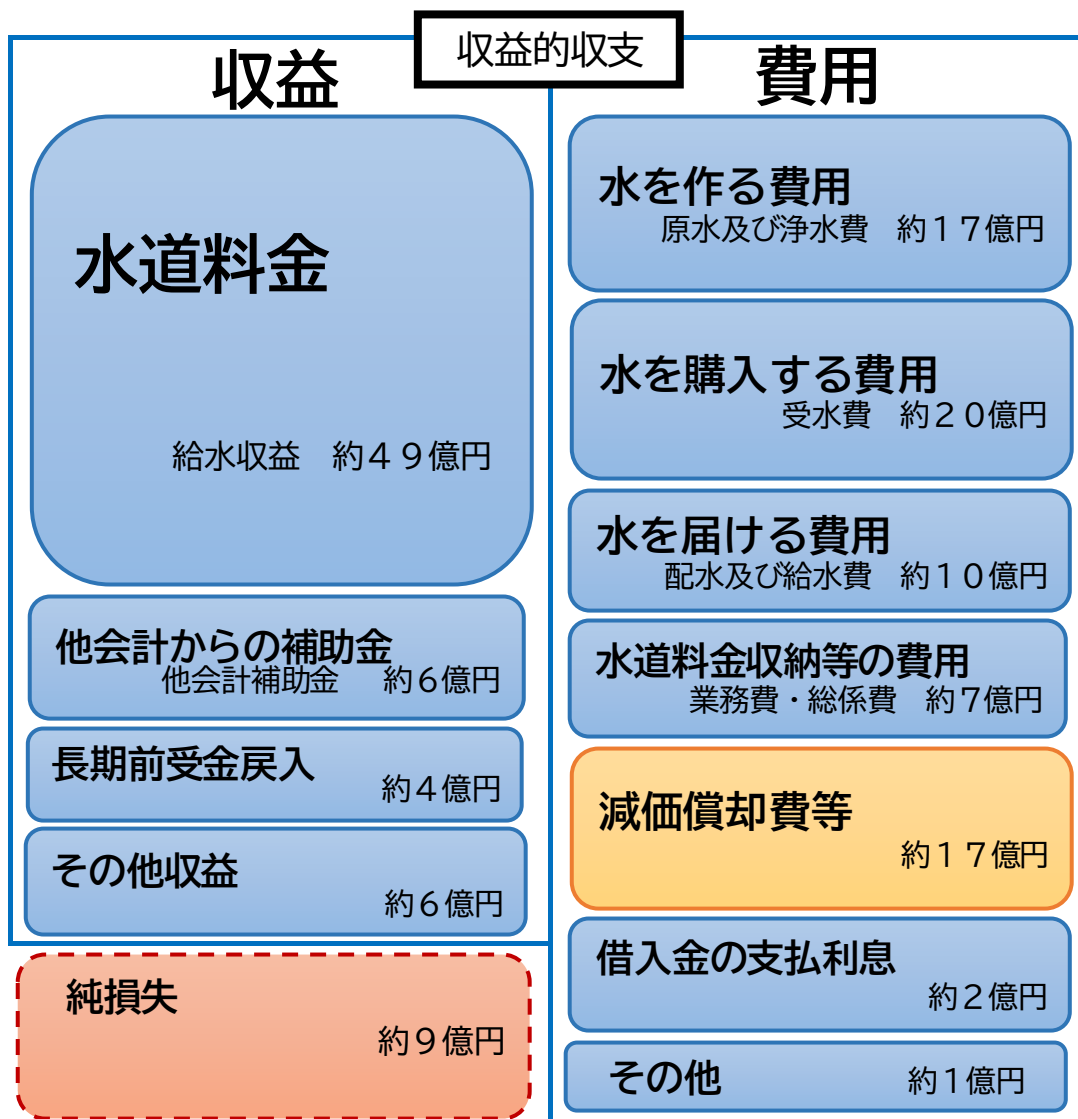 収益的収支
収益
水道料金
給水収益　約４９億円
他会計からの補助金
他会計補助金　約６億円
長期前受金戻入
約４億円
その他収益
約６億円
純損失
約９億円
費用
水を作る費用
原水及び浄水費　約１７億円
水を購入する費用
受水費　約２０億円
水を届ける費用
配水及び給水費　約１０億円
水道料金収納等の費用
業務費・総係費　約７億円
減価償却費等
約１７億円
借入金の支払利息
約２億円
その他　約１億円